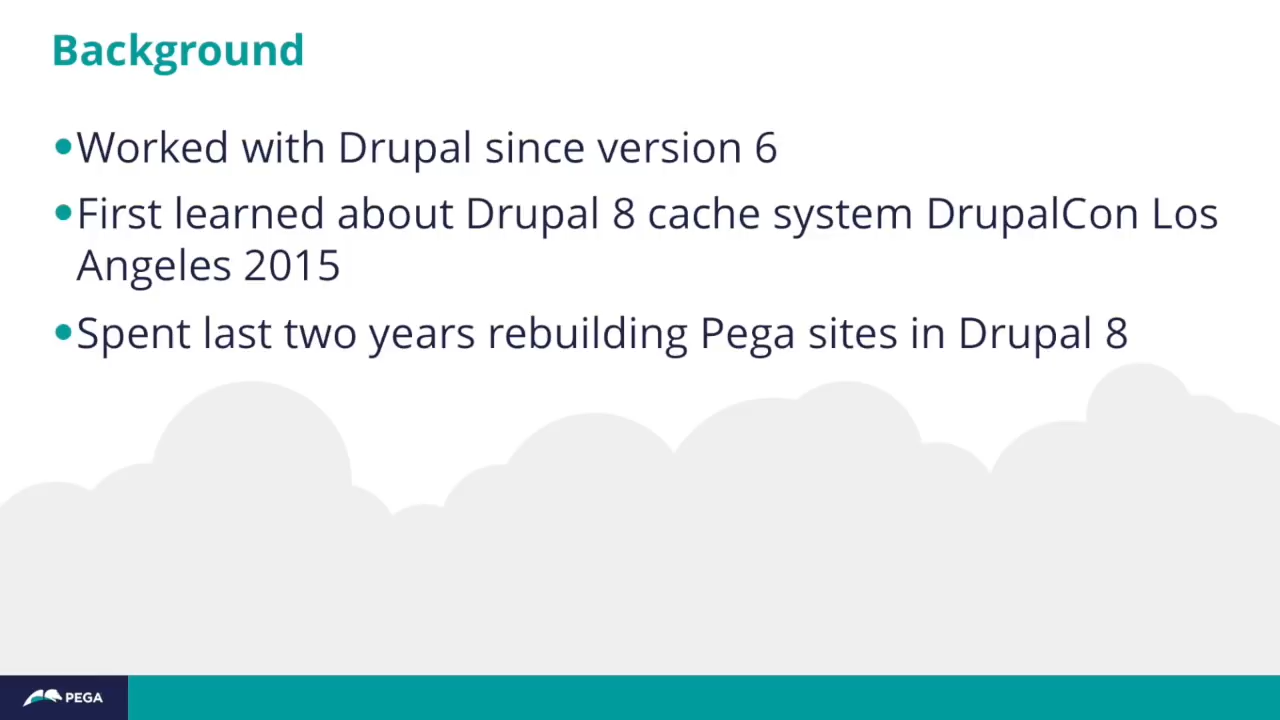 Background
•Worked with Drupal since version 6
•First learned about Drupal 8 cache system DrupalCon Los
Angeles 2015
•Spent last two years rebuilding Pega sites in Drupal 8
PEGA